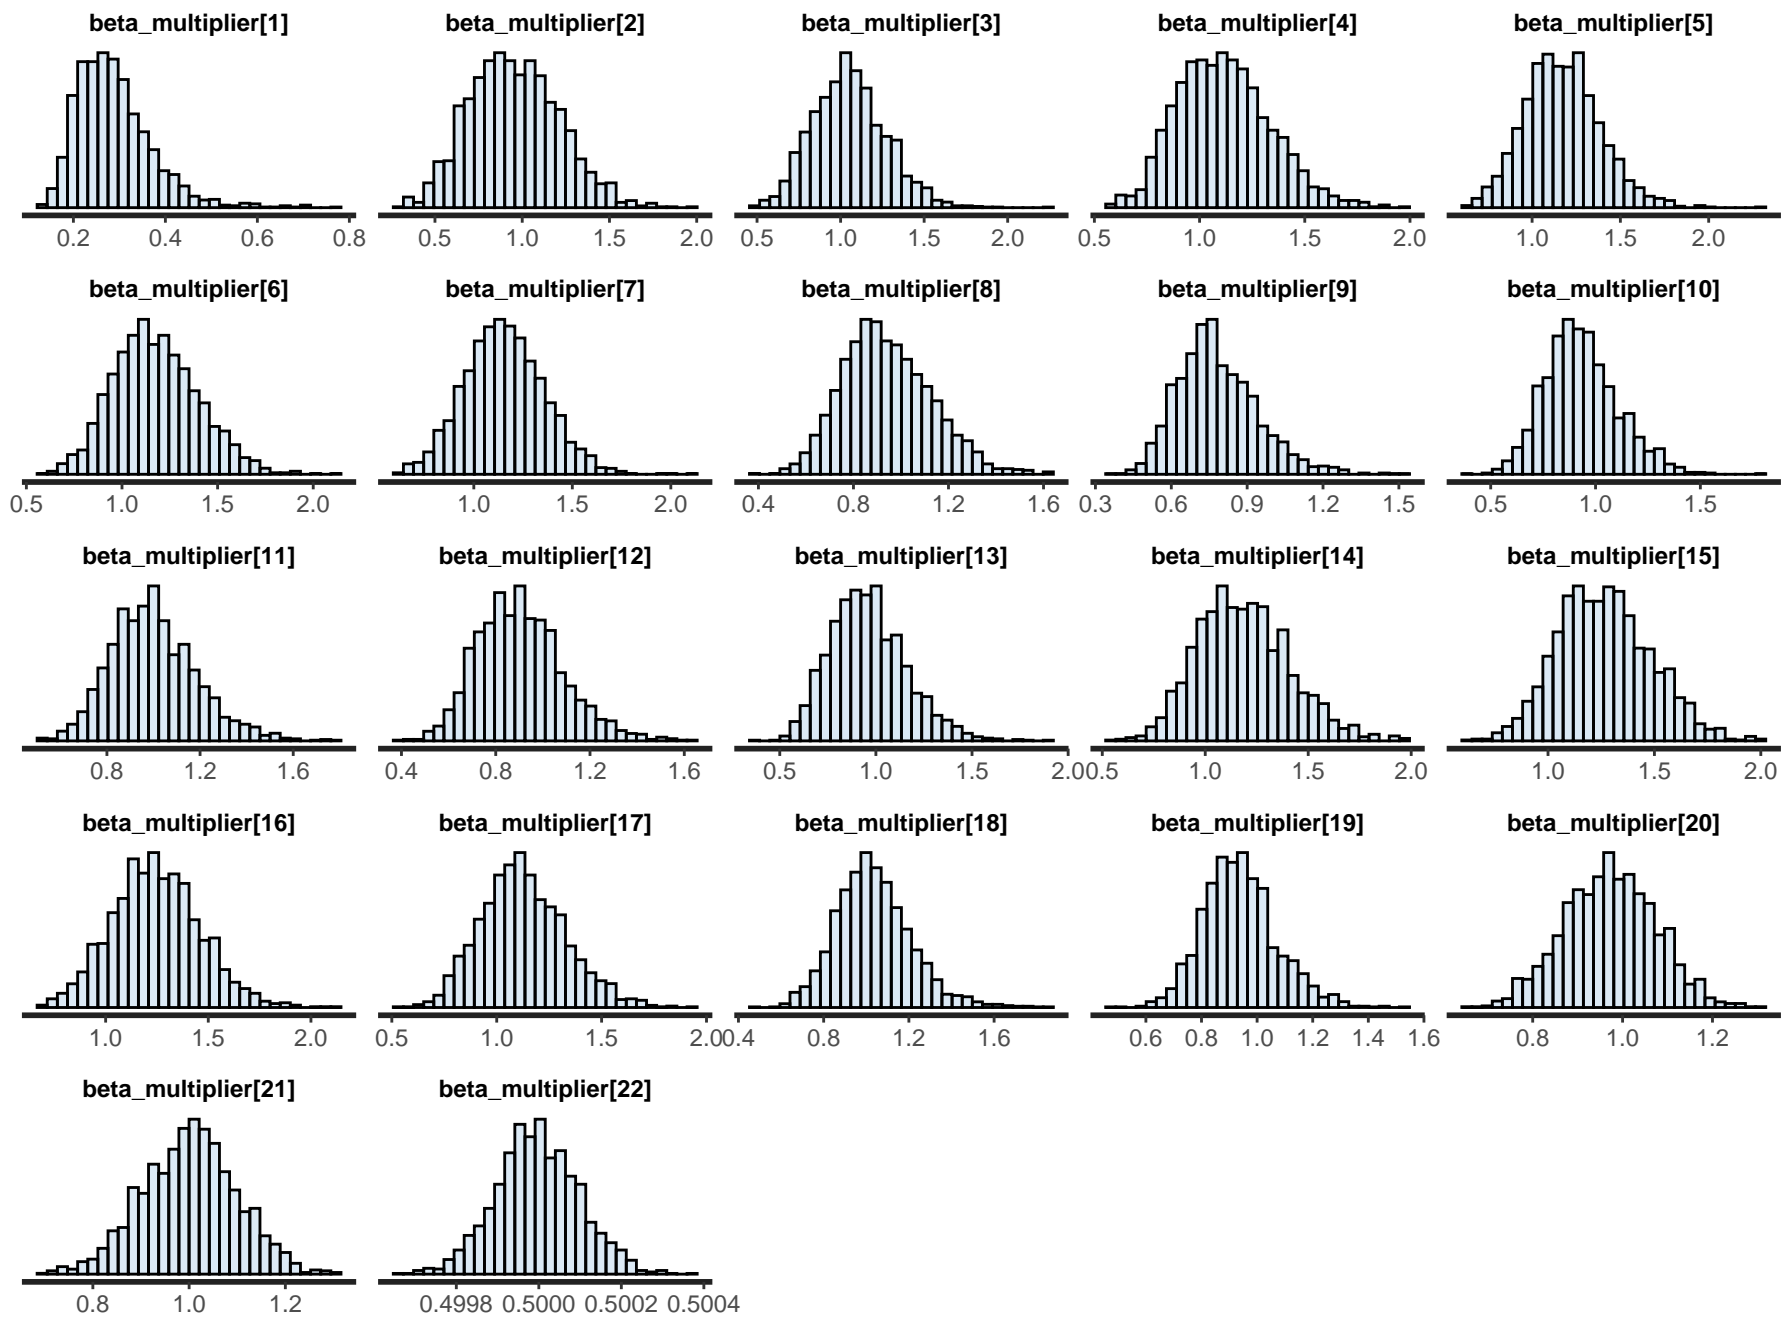 beta_multiplier[1] beta_multiplier[2] beta_multiplier[3] beta_multiplier[4] beta_multiplier[5]
0.2 0.4 0.6 0.8 0.5 1.0 1.5 2.0 0.5 1.0 1.5 2.0 0.5 1.0 1.5 2.0 1.0 1.5 2.0
beta_multiplier[6] beta_multiplier[7] beta_multiplier[8] beta_multiplier[9] beta_multiplier[10]
0.5 1.0 1.5 2.0 1.0 1.5 2.0 0.4 0.8 1.2 1.6 0.3 0.6 0.9 1.2 1.5 0.5 1.0 1.5
beta_multiplier[11] beta_multiplier[12] beta_multiplier[13] beta_multiplier[14] beta_multiplier[15]
0.8 1.2 1.6 0.4 0.8 1.2 1.6 0.5 1.0 1.5 2.0 0.5 1.0 1.5 2.0 1.0 1.5 2.0
beta_multiplier[16] beta_multiplier[17] beta_multiplier[18] beta_multiplier[19] beta_multiplier[20]
1.0 1.5 2.0 0.5 1.0 1.5 2.0 0.4 0.8 1.2 1.6 0.6 0.8 1.0 1.2 1.4 1.6 0.8 1.0 1.2
beta_multiplier[21] beta_multiplier[22]
0.8 1.0 1.2 0.4998 0.5000 0.5002 0.5004